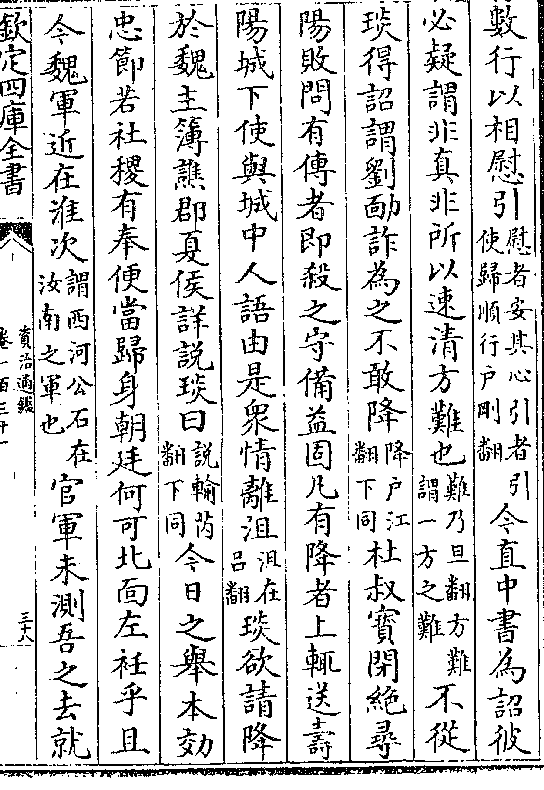 數行以相慰引慰者安其心引者引使歸順行戶剛翻今直中書為詔彼
必疑謂非真非所以速清方難也難乃旦翻方難謂一方之難不從
琰得詔謂劉勔詐為之不敢降降戶江翻下同杜叔寳閉絶尋
陽敗問有傳者即殺之守備益固凡有降者上輒送壽
陽城下使與城中人語由是衆情離沮沮在吕翻琰欲請降
於魏主簿譙郡夏侯詳説琰曰説輸芮翻下同今日之舉本効
忠節若社稷有奉便當歸身朝廷何可北面左衽乎且
今魏軍近在淮次謂西河公石在汝南之軍也官軍未測吾之去就
欽定四庫全書
資治通鑑
卷一百三十一
三十八